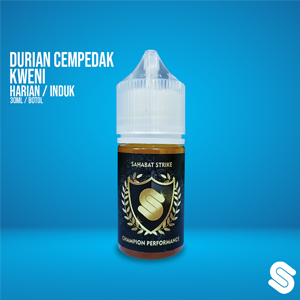 DURIAN CEMPEDAK
KWENI
HARIAN / INDUK
30ML / BOTOL
SAHABAT STRIKE
CHAMPION PERFORMANCE